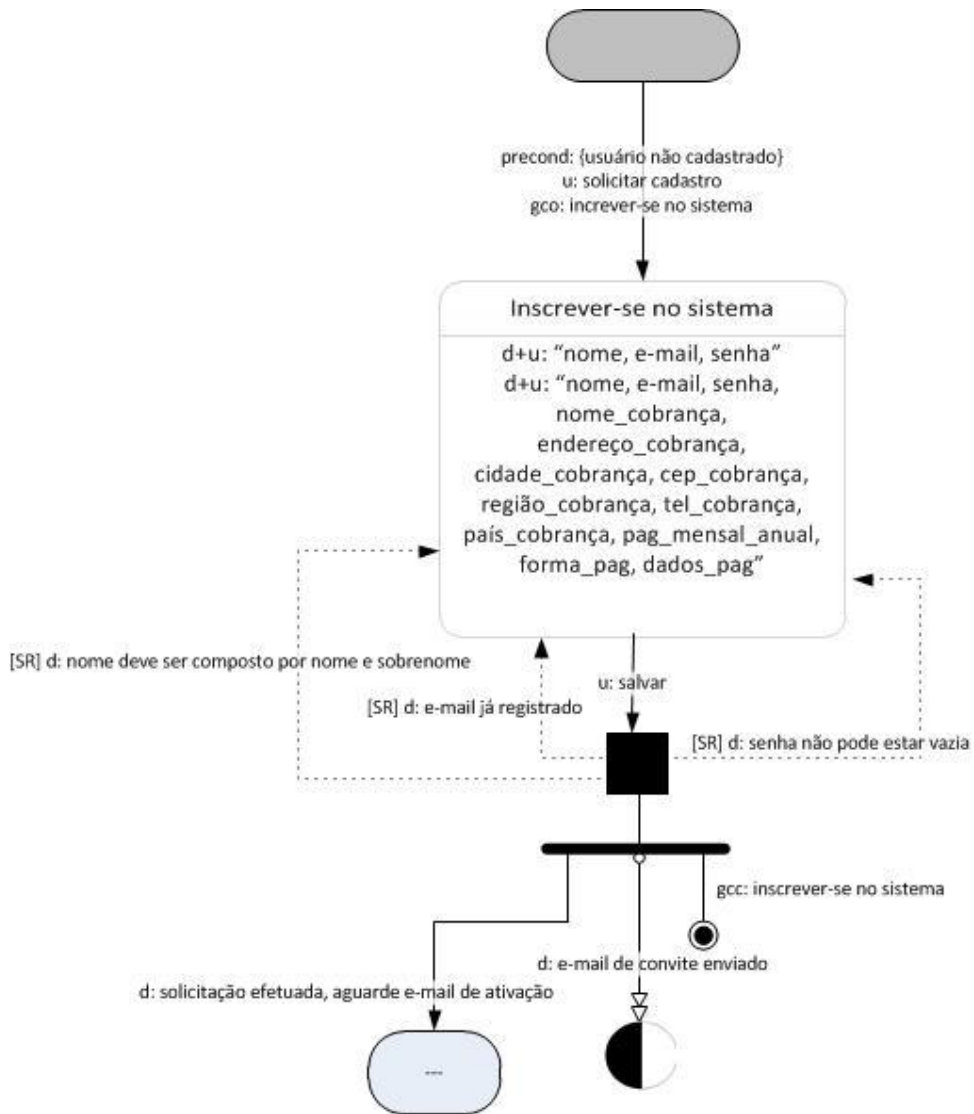 precond: {usuário não cadastrado}
u: solicitar cadastro
gco: increver-se no sistema
Inscrever-se no sistema
d+u: “nome, e-mail, senha”
d+u: “nome, e-mail, senha,
nome_cobrança,
endereço_cobrança,
cidade_cobrança, cep_cobrança,
região_cobrança, tel_cobrança,
país_cobrança, pag_mensal_anual,
forma_pag, dados_pag”
[SR] d: nome deve ser composto por nome e sobrenome
u: salvar
[SR] d: e-mail já registrado
[SR] d: senha não pode estar vazia
gcc: inscrever-se no sistema
d: e-mail de convite enviado
d: solicitação efetuada, aguarde e-mail de ativação
---